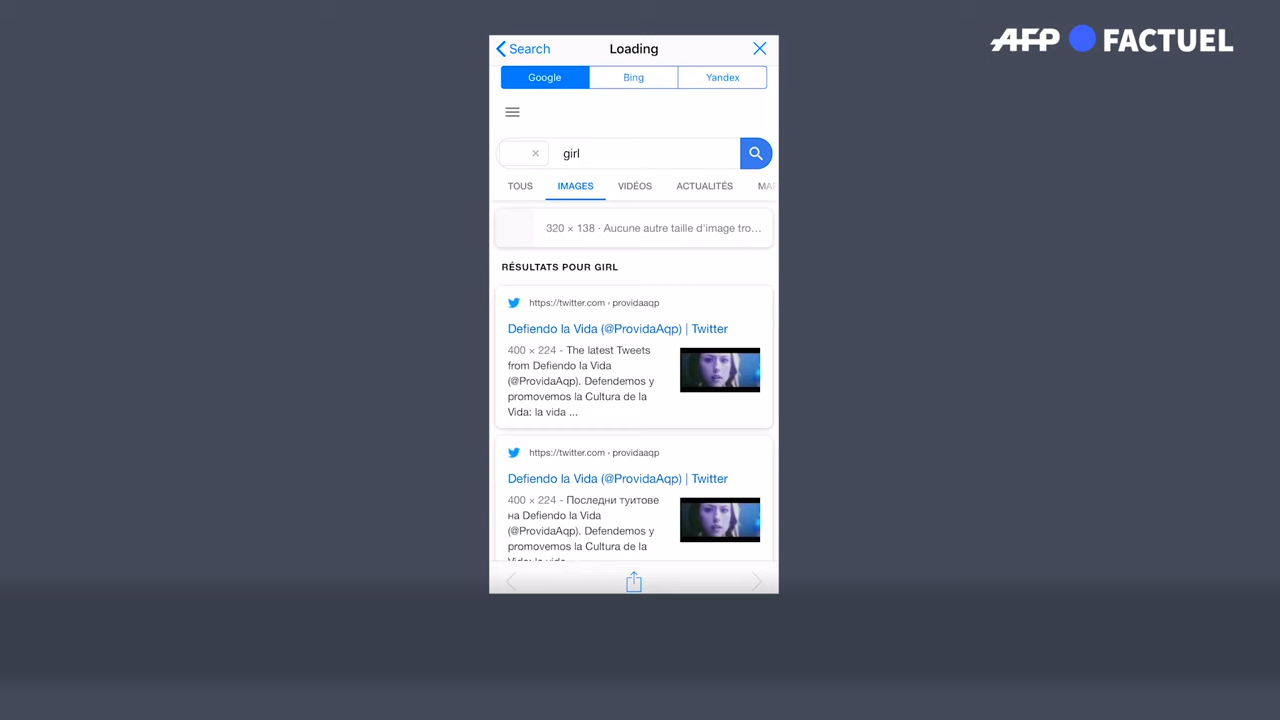 AFP FACTUEL
Search
Loading
Google
Bing
Yandex
girl
TOUS
IMAGES
VIDÉOS
ACTUALITÉS
320 × 138 · Aucune autre taille d'image tro...
RÉSULTATS POUR GIRL
https://twitter.com › providaaqp
Defiendo la Vida (@ProvidaAqp) | Twitter
400 × 224 - The latest Tweets
from Defiendo la Vida
(@ProvidaAqp). Defendemos y
promovemos la Cultura de la
Vida: la vida ...
https://twitter.com › providaaqp
Defiendo la Vida (@ProvidaAqp) | Twitter
400 × 224 - Последни туитове
на Defiendo la Vida
(@ProvidaAqp). Defendemos y
promovemos la Cultura de la